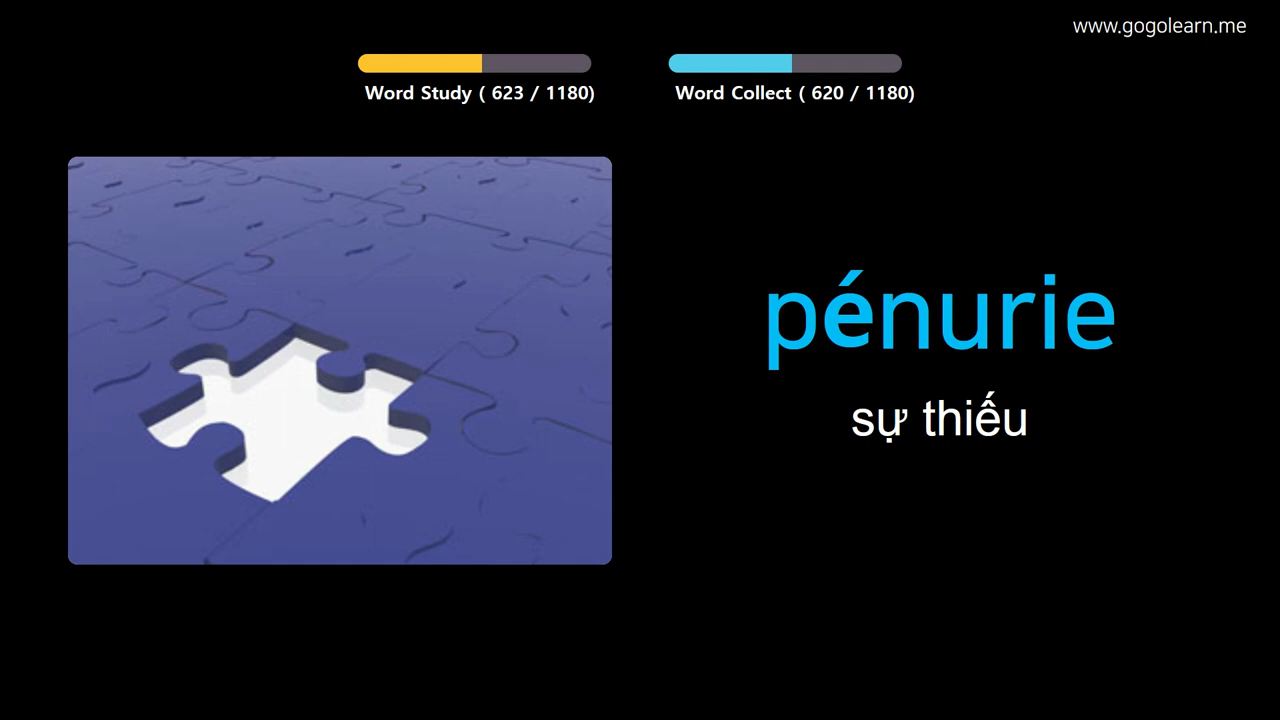 www.gogolearn.me
Word Study ( 623 / 1180)
Word Collect ( 620 / 1180)
pénurie
sự thiếu